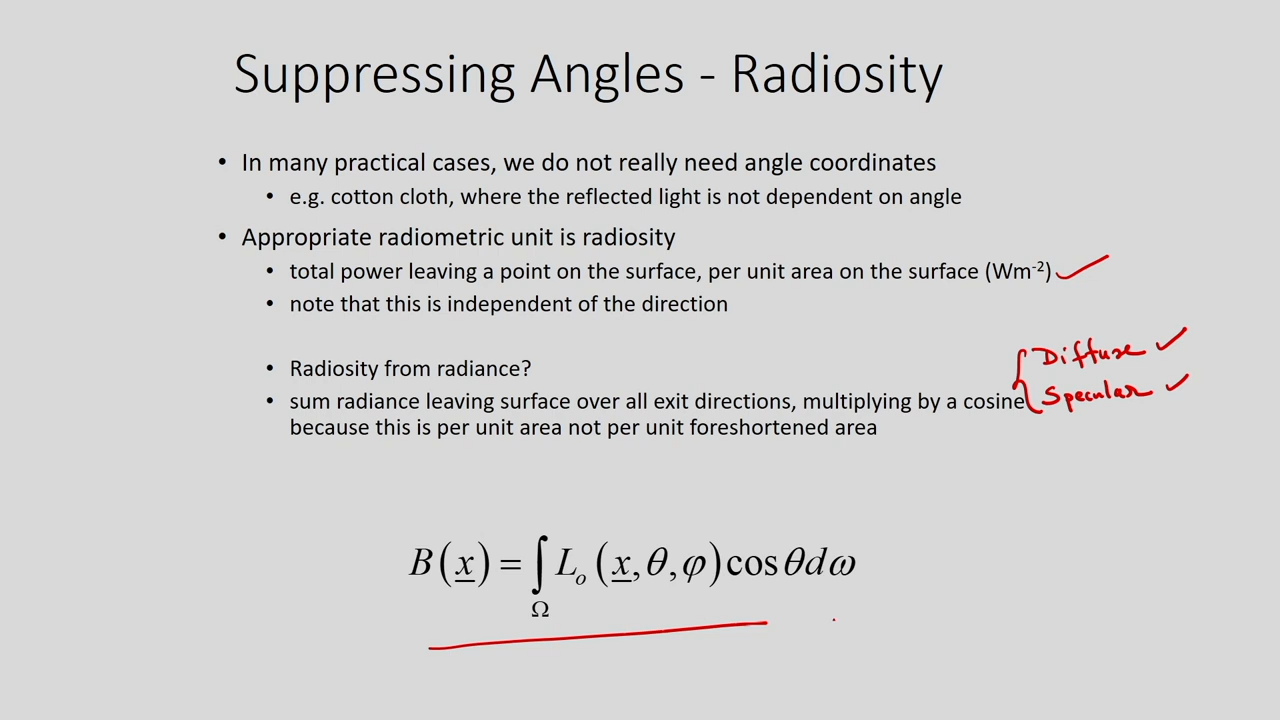 Suppressing Angles - Radiosity
• In many practical cases, we do not really need angle coordinates
• e.g. cotton cloth, where the reflected light is not dependent on angle
• Appropriate radiometric unit is radiosity
• total power leaving a point on the surface, per unit area on the surface (Wm⁻²)
• note that this is independent of the direction
Diffuse
• Radiosity from radiance?
Specular
• sum radiance leaving surface over all exit directions, multiplying by a cosine
because this is per unit area not per unit foreshortened area
B(x) = ∫ L₀ (x, θ, φ) cos θ dω
Ω